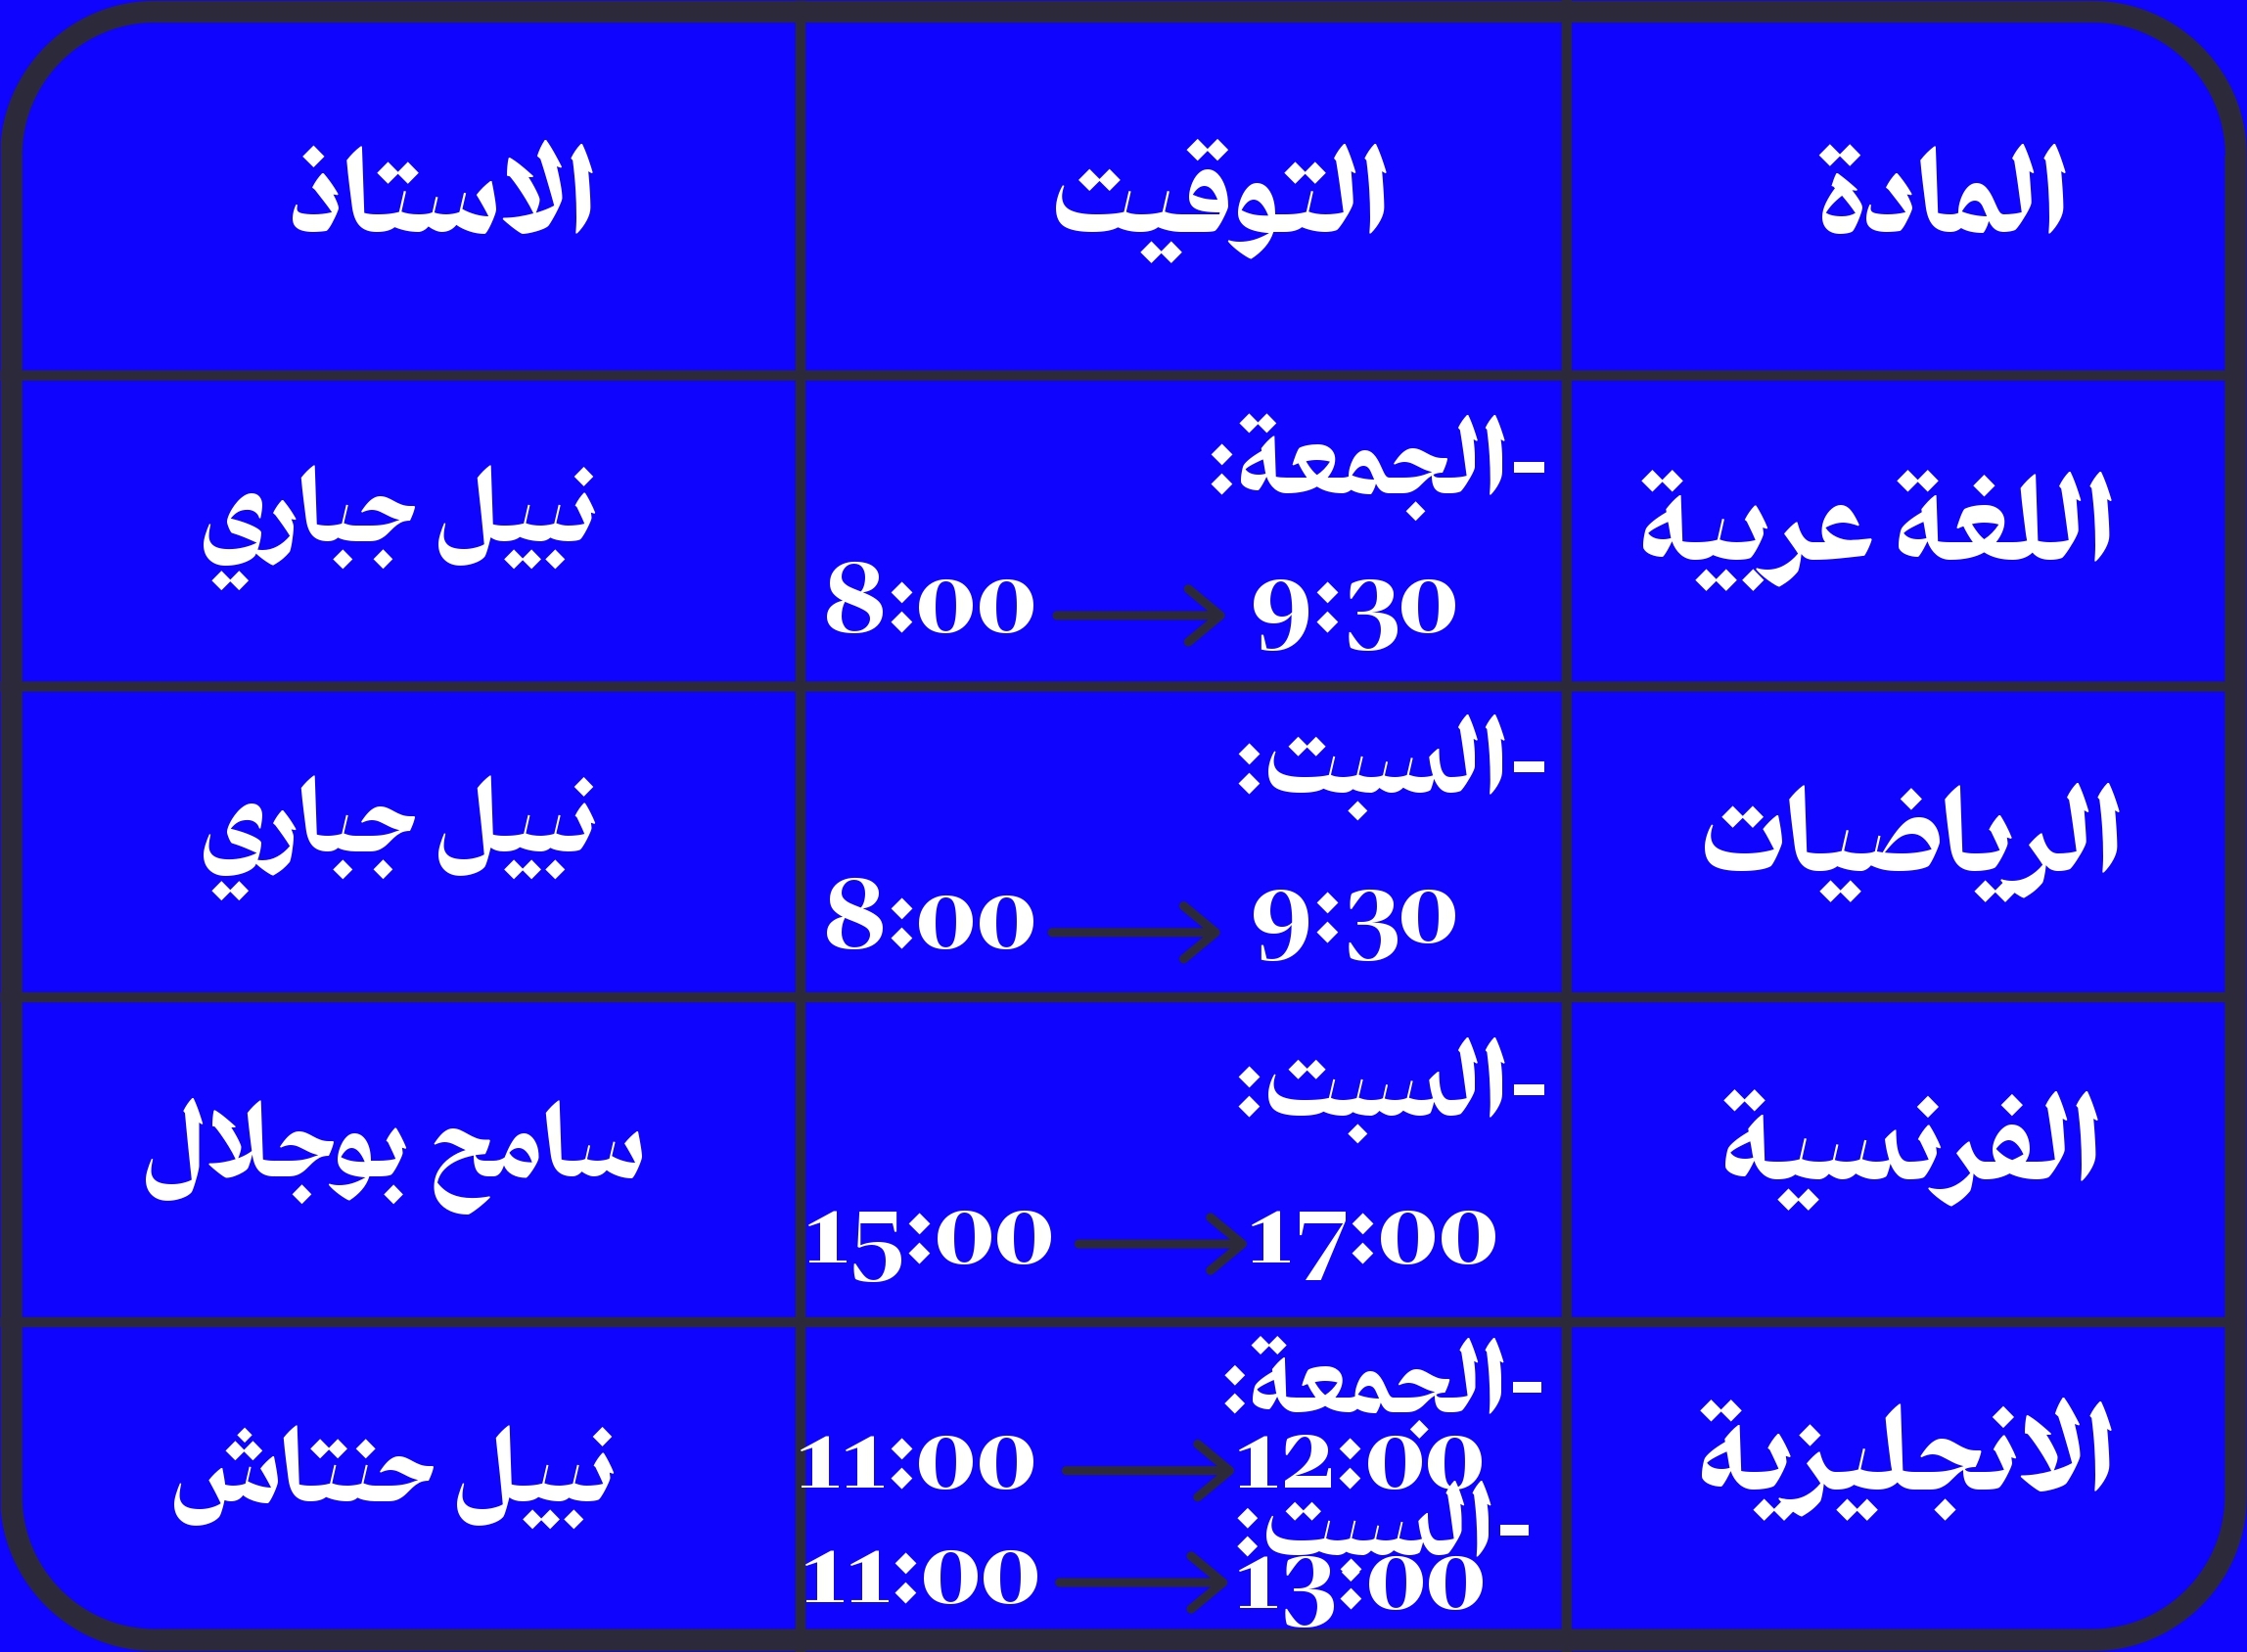 المادة
التوقيت
الاستاذ
اللغة عربية
-الجمعة:
8:00 → 9:30
نبيل جباري
الرياضيات
-السبت:
8:00 → 9:30
نبيل جباري
الفرنسية
-السبت:
15:00 → 17:00
سامح بوجلال
الانجليزية
-الجمعة:
11:00 → 12:00
-السبت:
11:00 → 13:00
نبيل حتتاش